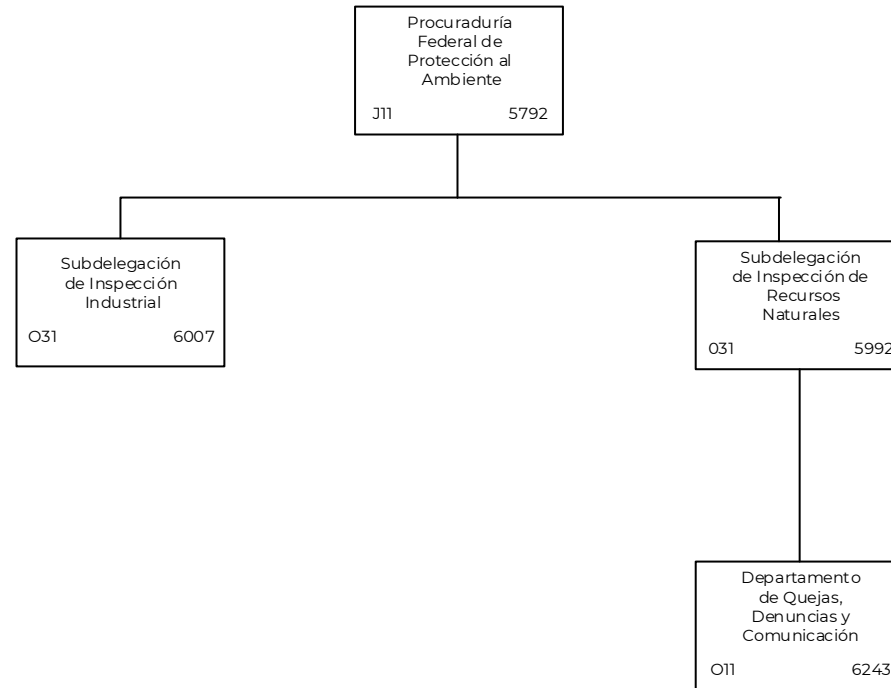 Procuraduría
Federal de
Protección al
Ambiente
J11 5792
Subdelegación
de Inspección
Industrial
O31 6007
Subdelegación
de Inspección de
Recursos
Naturales
031 5992
Departamento
de Quejas,
Denuncias y
Comunicación
O11 6243